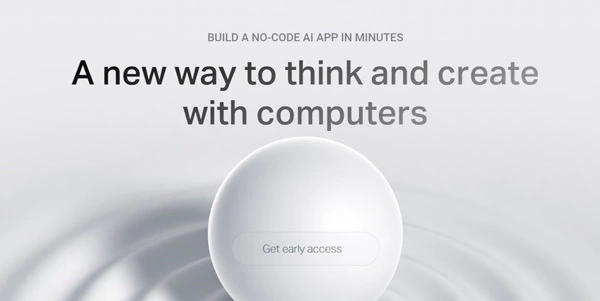 BUILD A NO-CODE AI APP IN MINUTES
A new way to think and create
with computers
Get early access